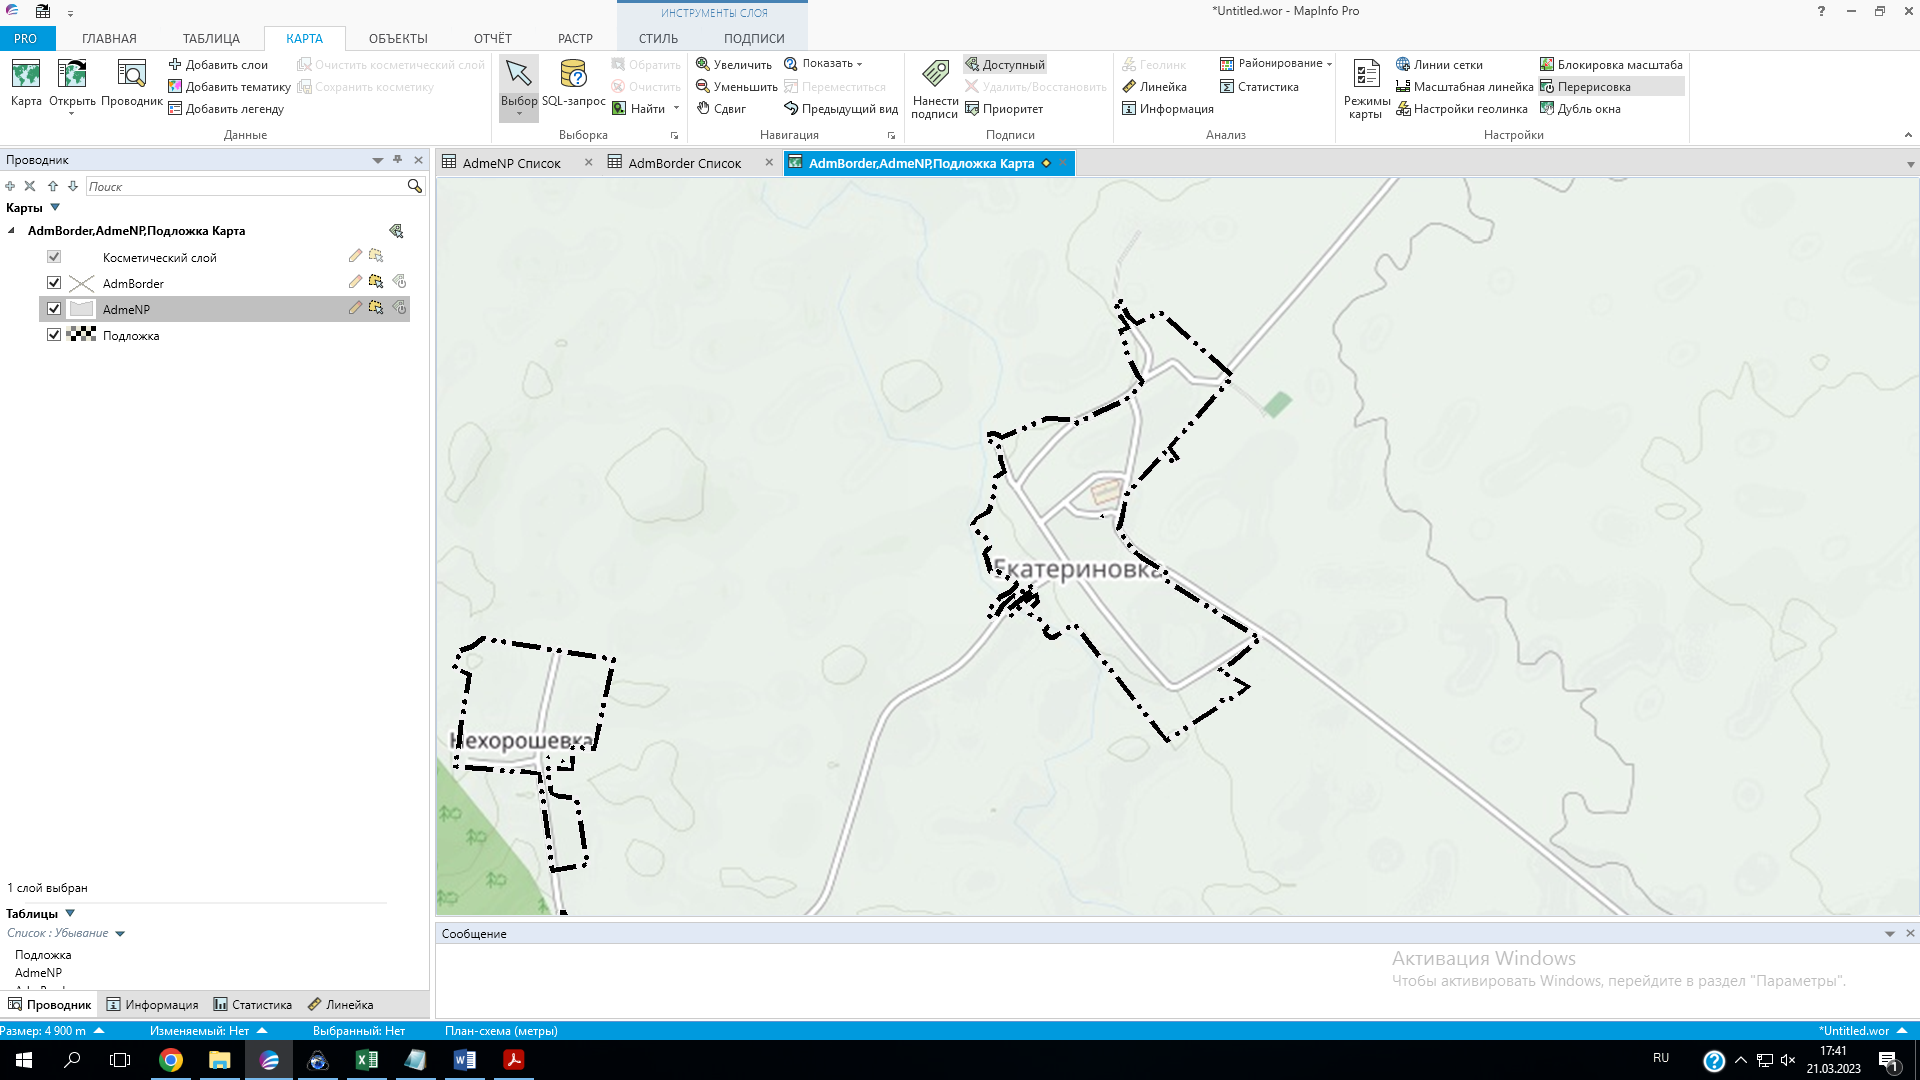 ИНСТРУМЕНТЫ СЛОЯ
*Untitled.wor - MapInfo Pro
PRO ГЛАВНАЯ ТАБЛИЦА КАРТА ОБЪЕКТЫ ОТЧЁТ РАСТР СТИЛЬ ПОДПИСИ
Карта
Открыть
Проводник
Добавить слои
Добавить тематику
Добавить легенду
Очистить косметический слой
Сохранить косметику
Данные
Выбор
SQL-запрос
Обратить
Очистить
Найти
Выборка
Увеличить
Уменьшить
Сдвиг
Показать
Переместиться
Предыдущий вид
Навигация
Нанести подписи
Доступный
Удалить/Восстановить
Приоритет
Подписи
Геолинк
Линейка
Информация
Районирование
Статистика
Анализ
Режимы карты
Линии сетки
Масштабная линейка
Настройки геолинка
Блокировка масштаба
Перерисовка
Дубль окна
Настройки
Проводник
Поиск
Карты
AdmBorder,AdmeNP,Подложка Карта
Косметический слой
AdmBorder
AdmeNP
Подложка
1 слой выбран
Таблицы
Список : Убывание
Подложка
AdmeNP
Проводник Информация Статистика Линейка
AdmeNP Список
AdmBorder Список
AdmBorder,AdmeNP,Подложка Карта
Екатериновка
Нехорошевка
Сообщение
Активация Windows
Чтобы активировать Windows, перейдите в раздел "Параметры".
Размер: 4 900 m Изменяемый: Нет Выбранный: Нет План-схема (метры) *Untitled.wor
RU
17:41
21.03.2023
1